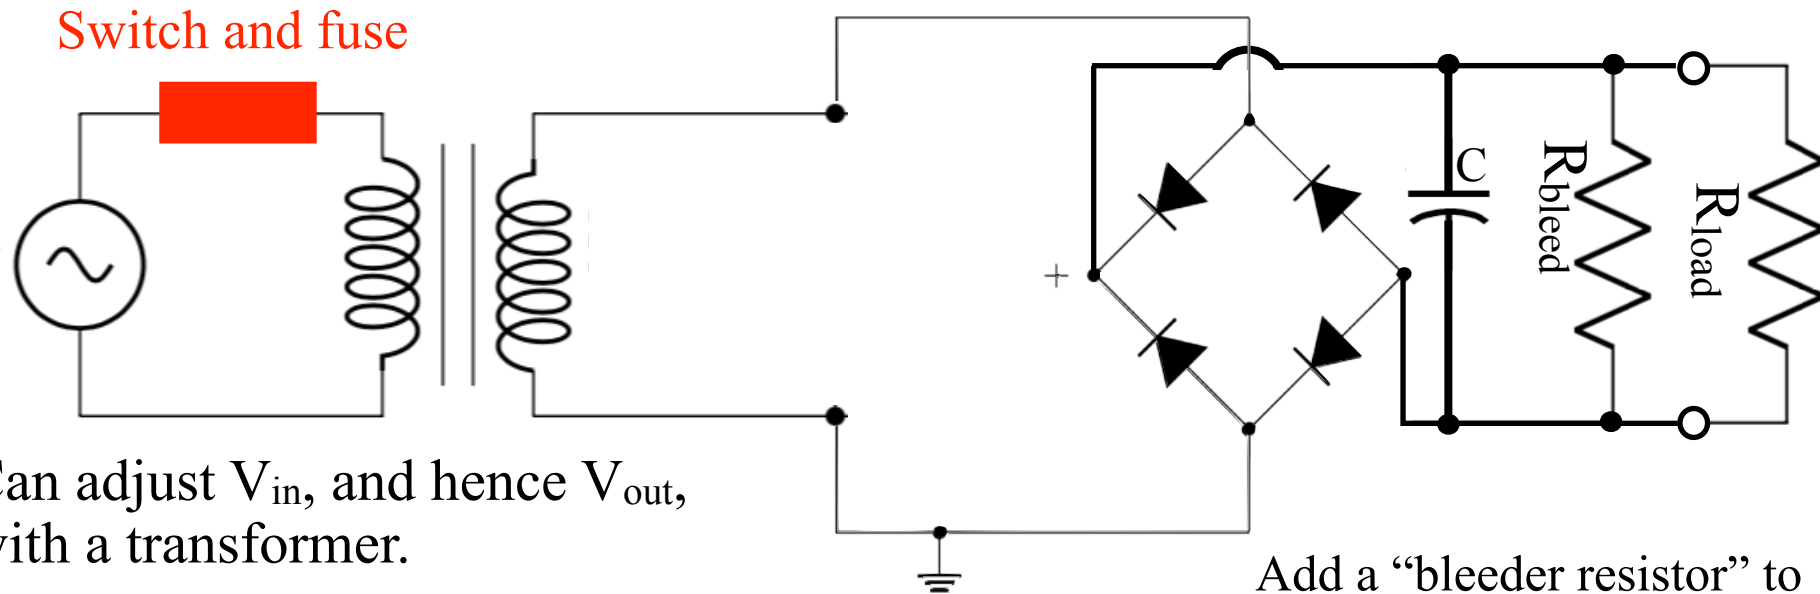 Switch and fuse
C
Rbleed
Rload
+
an adjust Vin, and hence Vout,
ith a transformer.
Add a “bleeder resistor” to